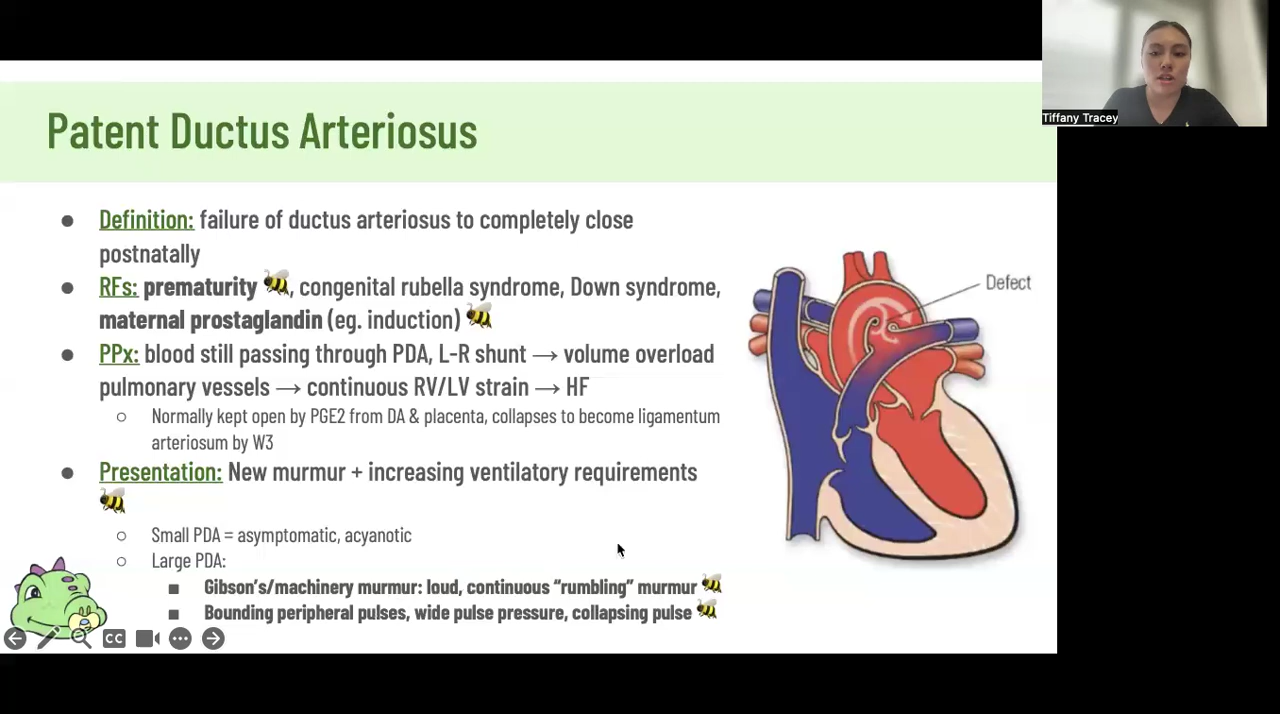 Tiffany Tracey
Patent Ductus Arteriosus
● Definition: failure of ductus arteriosus to completely close
postnatally
● RFs: prematurity 🐝, congenital rubella syndrome, Down syndrome,
maternal prostaglandin (eg. induction) 🐝
● PPx: blood still passing through PDA, L-R shunt → volume overload
pulmonary vessels → continuous RV/LV strain → HF
○ Normally kept open by PGE2 from DA & placenta, collapses to become ligamentum
arteriosum by W3
● Presentation: New murmur + increasing ventilatory requirements
🐝
○ Small PDA = asymptomatic, acyanotic
○ Large PDA:
■ Gibson's/machinery murmur: loud, continuous “rumbling” murmur 🐝
■ Bounding peripheral pulses, wide pulse pressure, collapsing pulse 🐝
Defect
CC